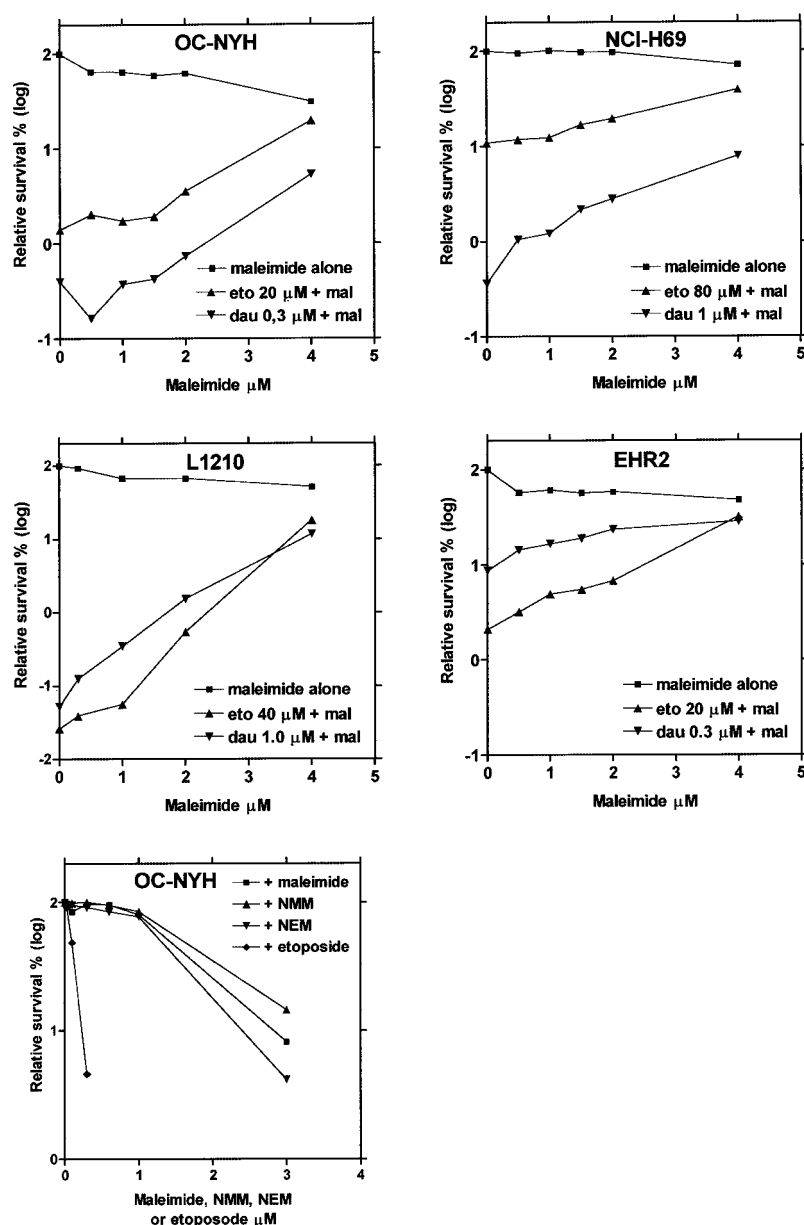 OC-NYH
2
1
0
-1
0 1 2 3 4 5
Relative survival % (log)
Maleimide μM
maleimide alone
eto 20 μM + mal
dau 0,3 μM + mal
NCI-H69
2
1
0
-1
0 1 2 3 4 5
Relative survival % (log)
Maleimide μM
maleimide alone
eto 80 μM + mal
dau 1 μM + mal
L1210
2
1
0
-1
-2
0 1 2 3 4 5
Relative survival % (log)
Maleimide μM
maleimide alone
eto 40 μM + mal
dau 1.0 μM + mal
EHR2
2
1
0
-1
0 1 2 3 4 5
Relative survival % (log)
Maleimide μM
maleimide alone
eto 20 μM + mal
dau 0.3 μM + mal
OC-NYH
2
1
0
0 1 2 3 4
Relative survival % (log)
+ maleimide
+ NMM
+ NEM
+ etoposide
Maleimide, NMM, NEM
or etoposode μM